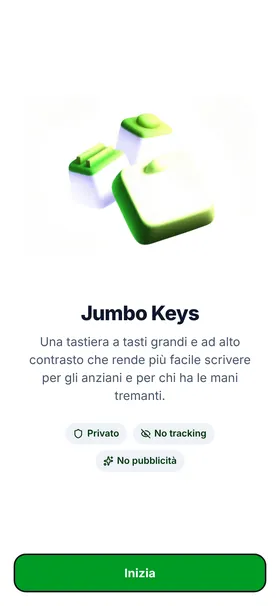 Jumbo Keys
Una tastiera a tasti grandi e ad alto
contrasto che rende più facile scrivere
per gli anziani e per chi ha le mani
tremanti.
Privato
No tracking
No pubblicità
Inizia